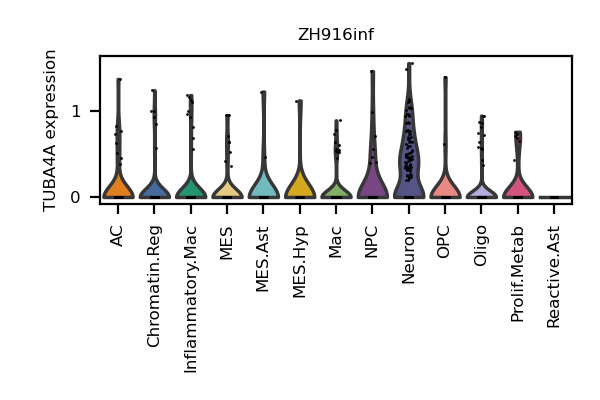 ZH916inf
TUBA4A expression
1
0
AC
Chromatin.Reg
Inflammatory.Mac
MES
MES.Ast
MES.Hyp
Mac
NPC
Neuron
OPC
Oligo
Prolif.Metab
Reactive.Ast